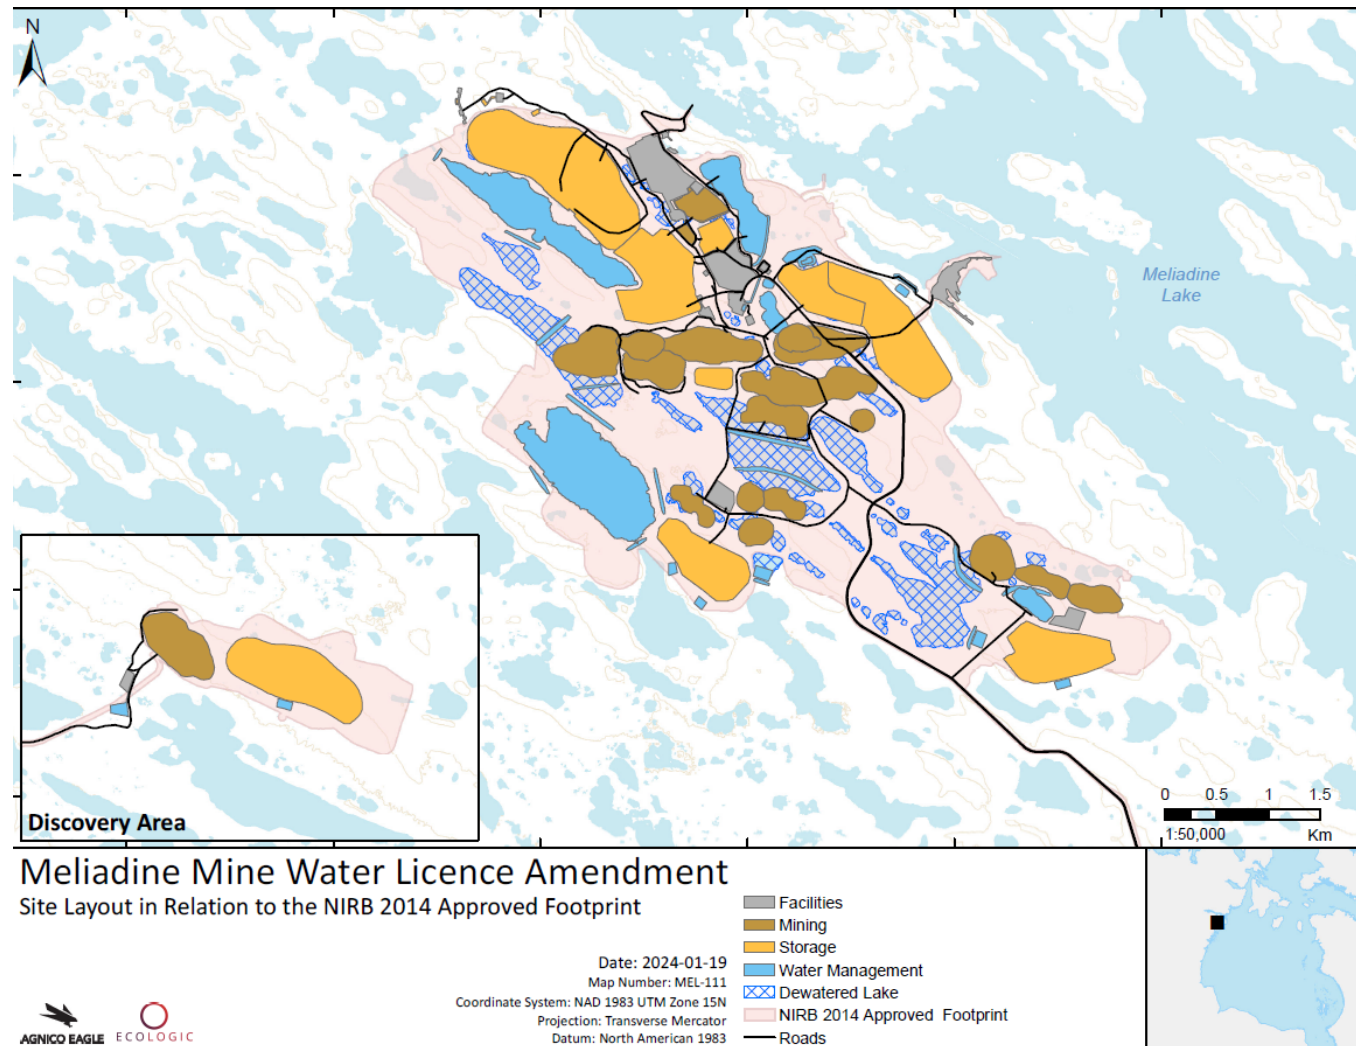 N
Meliadine
Lake
Discovery Area
0 0.5 1 1.5
1:50,000 Km
Meliadine Mine Water Licence Amendment
Site Layout in Relation to the NIRB 2014 Approved Footprint
Facilities
Mining
Storage
Water Management
Dewatered Lake
NIRB 2014 Approved Footprint
Roads
Date: 2024-01-19
Map Number: MEL-111
Coordinate System: NAD 1983 UTM Zone 15N
Projection: Transverse Mercator
Datum: North American 1983
AGNICO EAGLE
ECOLOGIC